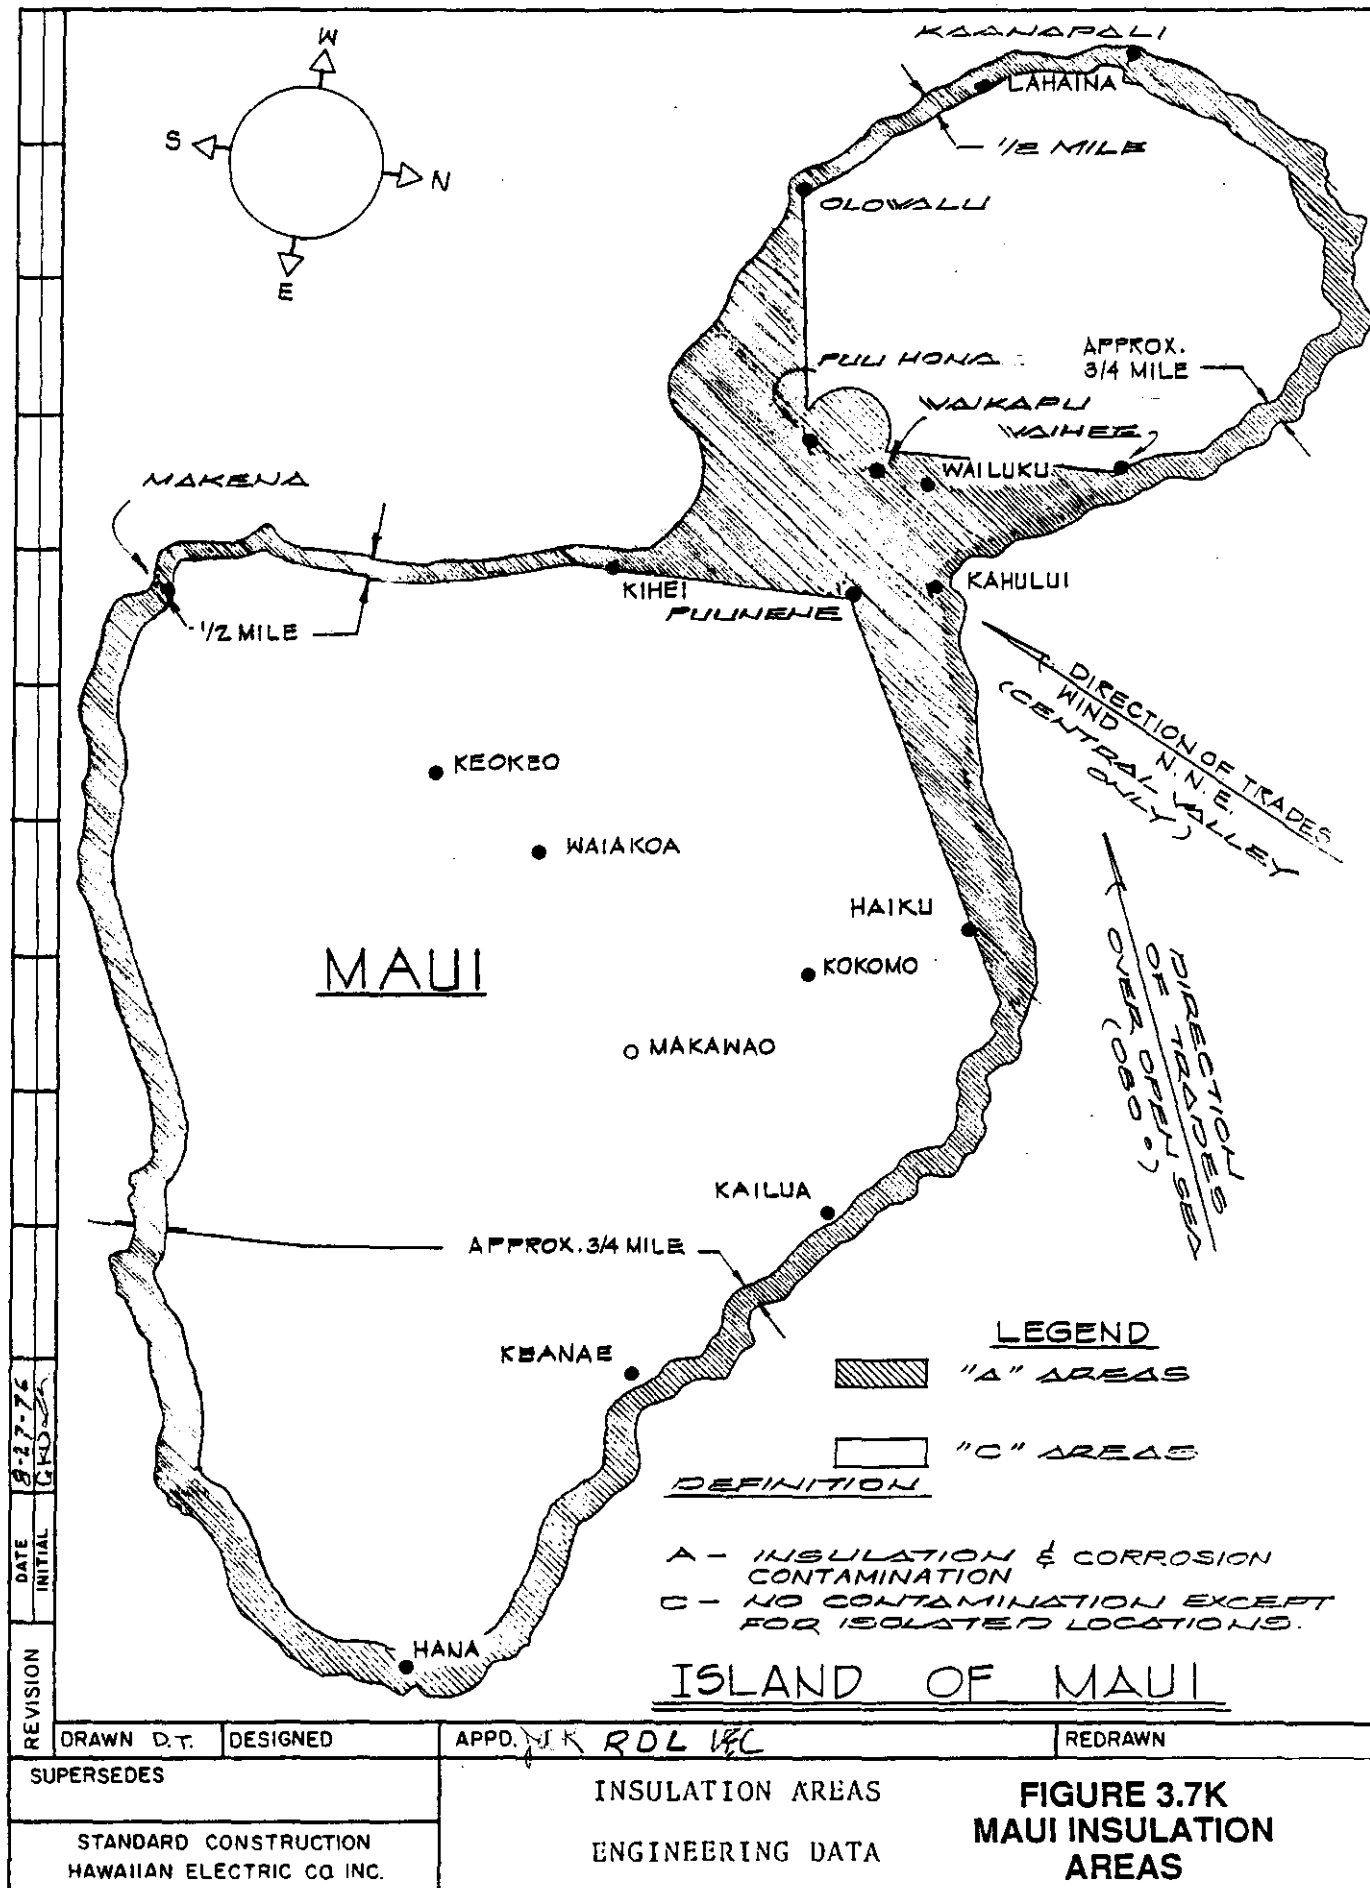 W
S
N
E
KAANAPALI
LAHAINA
1/2 MILE
OLOWALU
PUU HONA
APPROX.
3/4 MILE
WAIKAPU
WAIHEE
WAILUKU
MAKENA
KIHEI
KAHULUI
PUUNENE
1/2 MILE
DIRECTION OF TRADES
WIND N.N.E.
(CENTRAL VALLEY
ONLY)
KEOKEO
WAIAKOA
HAIKU
MAUI
KOKOMO
MAKAWAO
DIRECTION
OF TRADES
OVER OPEN SEA
(080°)
KAILUA
APPROX. 3/4 MILE
KEANAE
LEGEND
"A" AREAS
"C" AREAS
DEFINITION
A - INSULATION & CORROSION
CONTAMINATION
C - NO CONTAMINATION EXCEPT
FOR ISOLATED LOCATIONS.
HANA
ISLAND OF MAUI
REVISION
DATE 8-27-76
INITIAL
DRAWN D.T.
DESIGNED
APPD. RDL
REDRAWN
SUPERSEDES
STANDARD CONSTRUCTION
HAWAIIAN ELECTRIC CO. INC.
INSULATION AREAS
ENGINEERING DATA
FIGURE 3.7K
MAUI INSULATION
AREAS